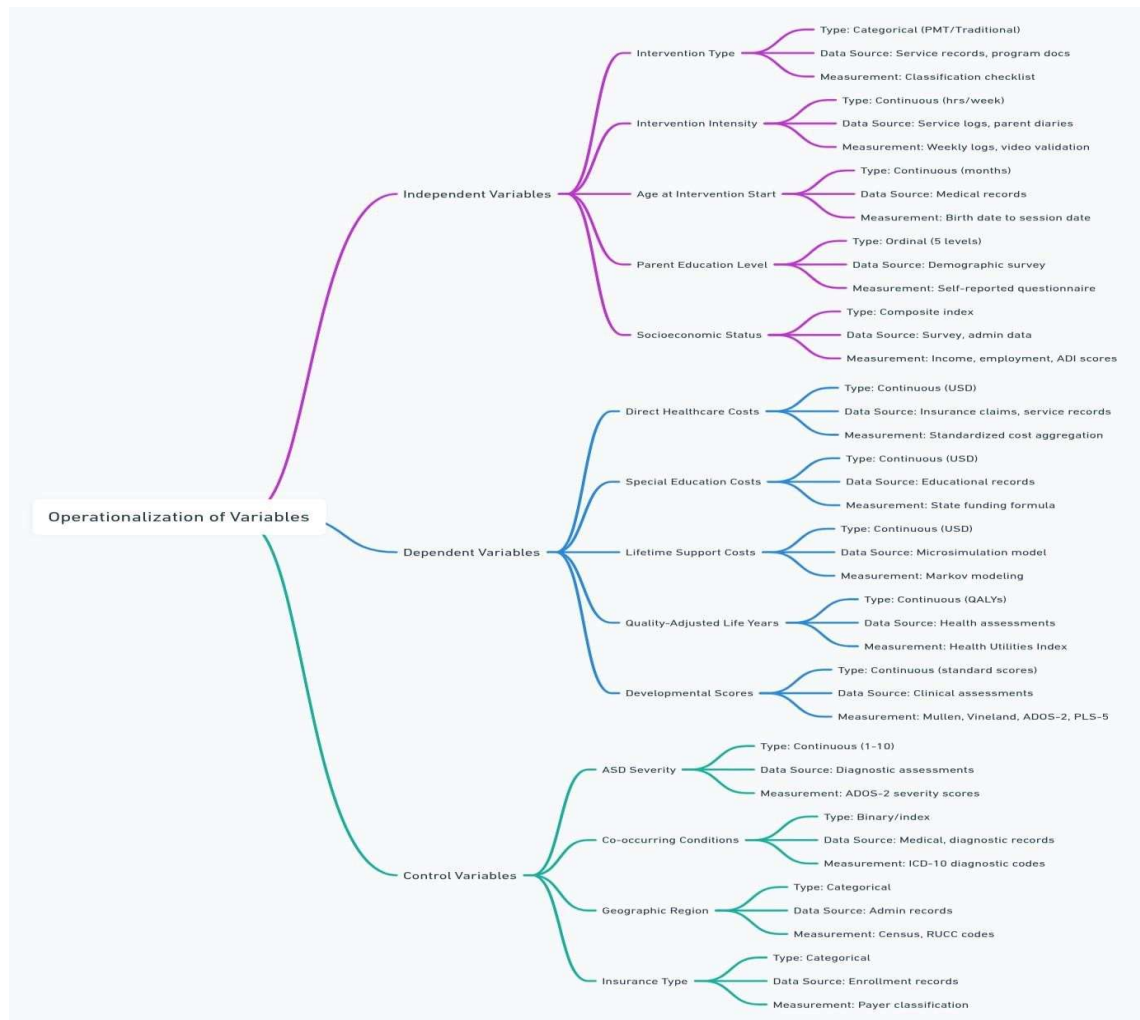 Operationalization of Variables
Independent Variables
Intervention Type
Type: Categorical (PMT/Traditional)
Data Source: Service records, program docs
Measurement: Classification checklist
Intervention Intensity
Type: Continuous (hrs/week)
Data Source: Service logs, parent diaries
Measurement: Weekly logs, video validation
Age at Intervention Start
Type: Continuous (months)
Data Source: Medical records
Measurement: Birth date to session date
Parent Education Level
Type: Ordinal (5 levels)
Data Source: Demographic survey
Measurement: Self-reported questionnaire
Socioeconomic Status
Type: Composite index
Data Source: Survey, admin data
Measurement: Income, employment, ADI scores
Dependent Variables
Direct Healthcare Costs
Type: Continuous (USD)
Data Source: Insurance claims, service records
Measurement: Standardized cost aggregation
Special Education Costs
Type: Continuous (USD)
Data Source: Educational records
Measurement: State funding formula
Lifetime Support Costs
Type: Continuous (USD)
Data Source: Microsimulation model
Measurement: Markov modeling
Quality-Adjusted Life Years
Type: Continuous (QALYs)
Data Source: Health assessments
Measurement: Health Utilities Index
Developmental Scores
Type: Continuous (standard scores)
Data Source: Clinical assessments
Measurement: Mullen, Vineland, ADOS-2, PLS-5
Control Variables
ASD Severity
Type: Continuous (1-10)
Data Source: Diagnostic assessments
Measurement: ADOS-2 severity scores
Co-occurring Conditions
Type: Binary/index
Data Source: Medical, diagnostic records
Measurement: ICD-10 diagnostic codes
Geographic Region
Type: Categorical
Data Source: Admin records
Measurement: Census, RUCC codes
Insurance Type
Type: Categorical
Data Source: Enrollment records
Measurement: Payer classification